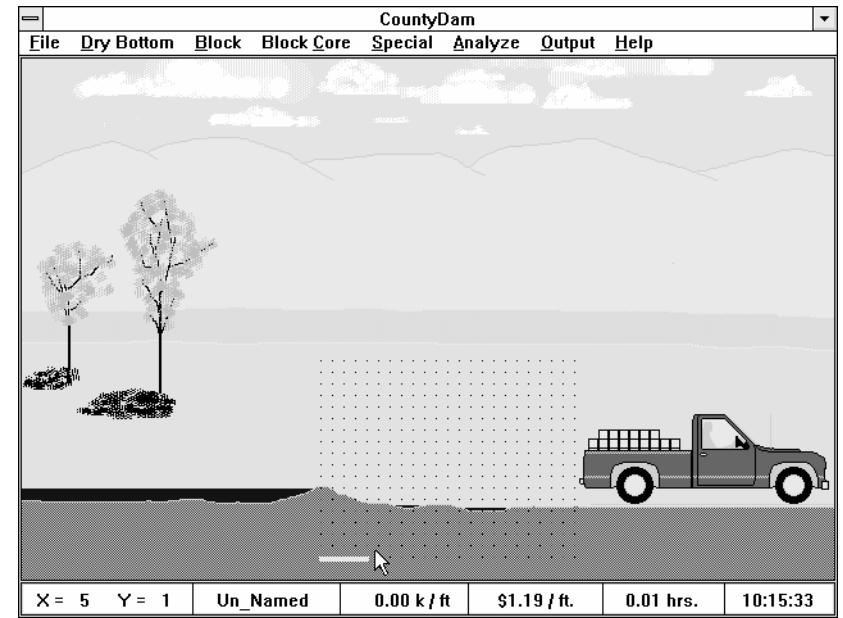 CountyDam
File Dry Bottom Block Block Core Special Analyze Output Help
X = 5 Y = 1 Un_Named 0.00 k / ft $1.19 / ft. 0.01 hrs. 10:15:33